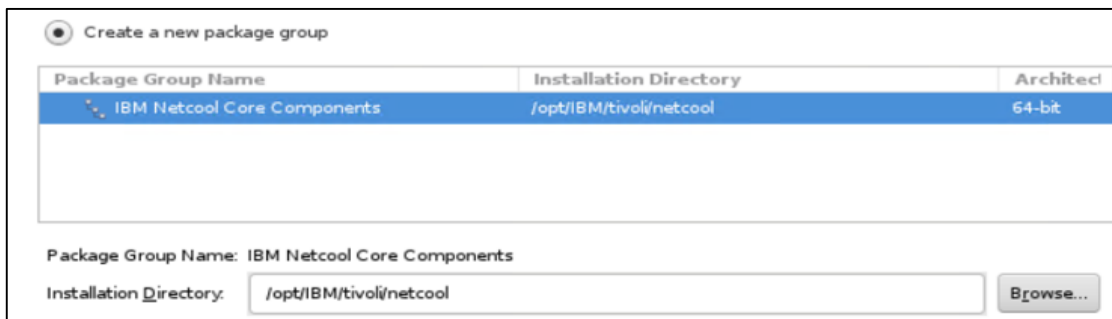 Create a new package group
Package Group Name Installation Directory Architect
IBM Netcool Core Components /opt/IBM/tivoli/netcool 64-bit
Package Group Name: IBM Netcool Core Components
Installation Directory: /opt/IBM/tivoli/netcool Browse...